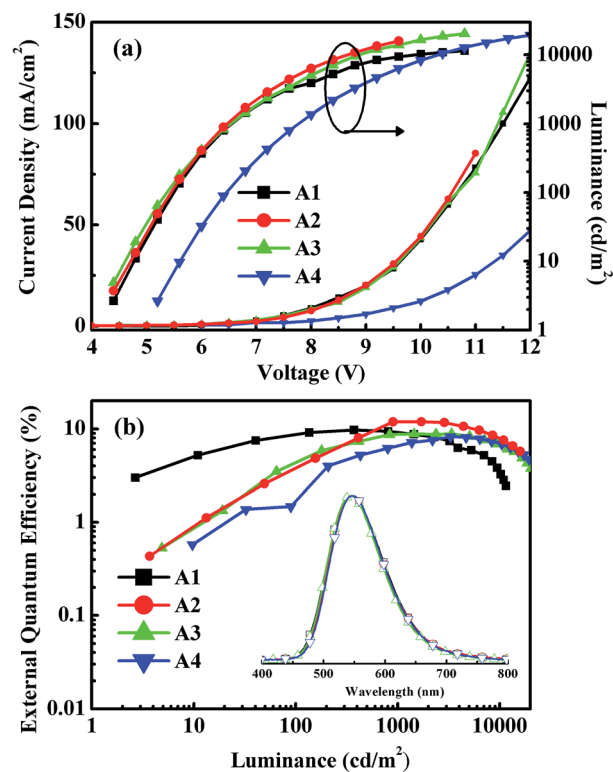 (a)
150
100
50
0
Current Density (mA/cm²)
10000
1000
100
10
1
Luminance (cd/m²)
A1
A2
A3
A4
4 5 6 7 8 9 10 11 12
Voltage (V)
(b)
100
10
1
0.1
0.01
External Quantum Efficiency (%)
A1
A2
A3
A4
400 500 600 700 800
Wavelength (nm)
1 10 100 1000 10000
Luminance (cd/m²)